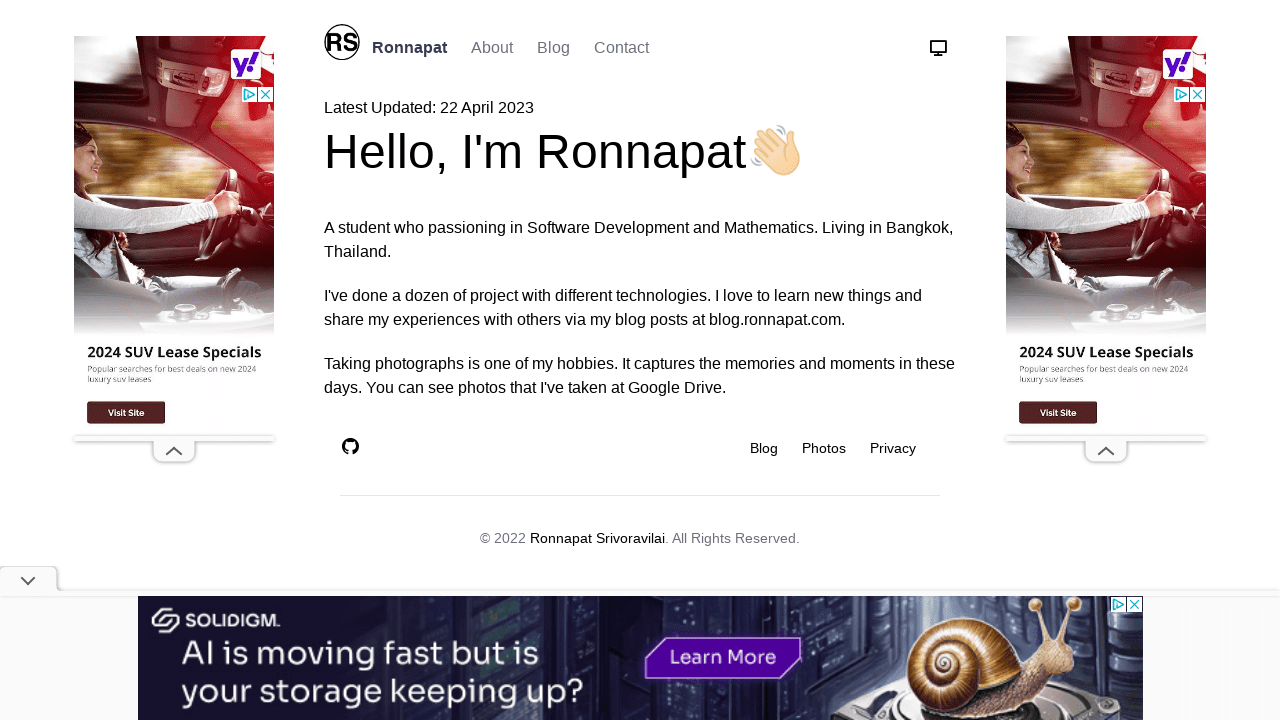 RS Ronnapat About Blog Contact
Latest Updated: 22 April 2023
Hello, I'm Ronnapat
A student who passioning in Software Development and Mathematics. Living in Bangkok,
Thailand.
I've done a dozen of project with different technologies. I love to learn new things and
share my experiences with others via my blog posts at blog.ronnapat.com.
Taking photographs is one of my hobbies. It captures the memories and moments in these
days. You can see photos that I've taken at Google Drive.
Blog Photos Privacy
© 2022 Ronnapat Srivoravilai. All Rights Reserved.
y!
2024 SUV Lease Specials
Popular searches for best deals on new 2024
luxury suv leases
Visit Site
y!
2024 SUV Lease Specials
Popular searches for best deals on new 2024
luxury suv leases
Visit Site
SOLIDIGM.
AI is moving fast but is
your storage keeping up?
Learn More